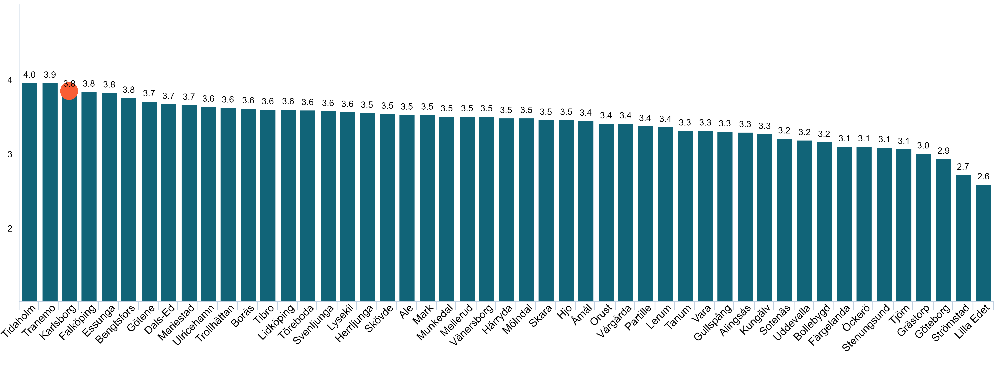 4
3
2
4.0 3.9 3.8 3.8 3.8 3.8 3.7 3.7 3.7 3.6 3.6 3.6 3.6 3.6 3.6 3.6 3.6 3.5 3.5 3.5 3.5 3.5 3.5 3.5 3.5 3.5 3.5 3.5 3.4 3.4 3.4 3.4 3.4 3.3 3.3 3.3 3.3 3.3 3.2 3.2 3.2 3.1 3.1 3.1 3.1 3.0 2.9 2.7 2.6
Tidaholm
Tranemo
Karlsborg
Falköping
Essunga
Bengtsfors
Götene
Dals-Ed
Mariestad
Ulricehamn
Trollhättan
Borås
Tibro
Lidköping
Töreboda
Svenljunga
Lysekil
Herrljunga
Skövde
Ale
Mark
Munkedal
Mellerud
Vänersborg
Härryda
Mölndal
Skara
Hjo
Åmål
Orust
Vårgårda
Partille
Lerum
Tanum
Vara
Gullspång
Alingsås
Kungälv
Sotenäs
Uddevalla
Bollebygd
Färgelanda
Öckerö
Stenungsund
Tjörn
Grästorp
Göteborg
Strömstad
Lilla Edet